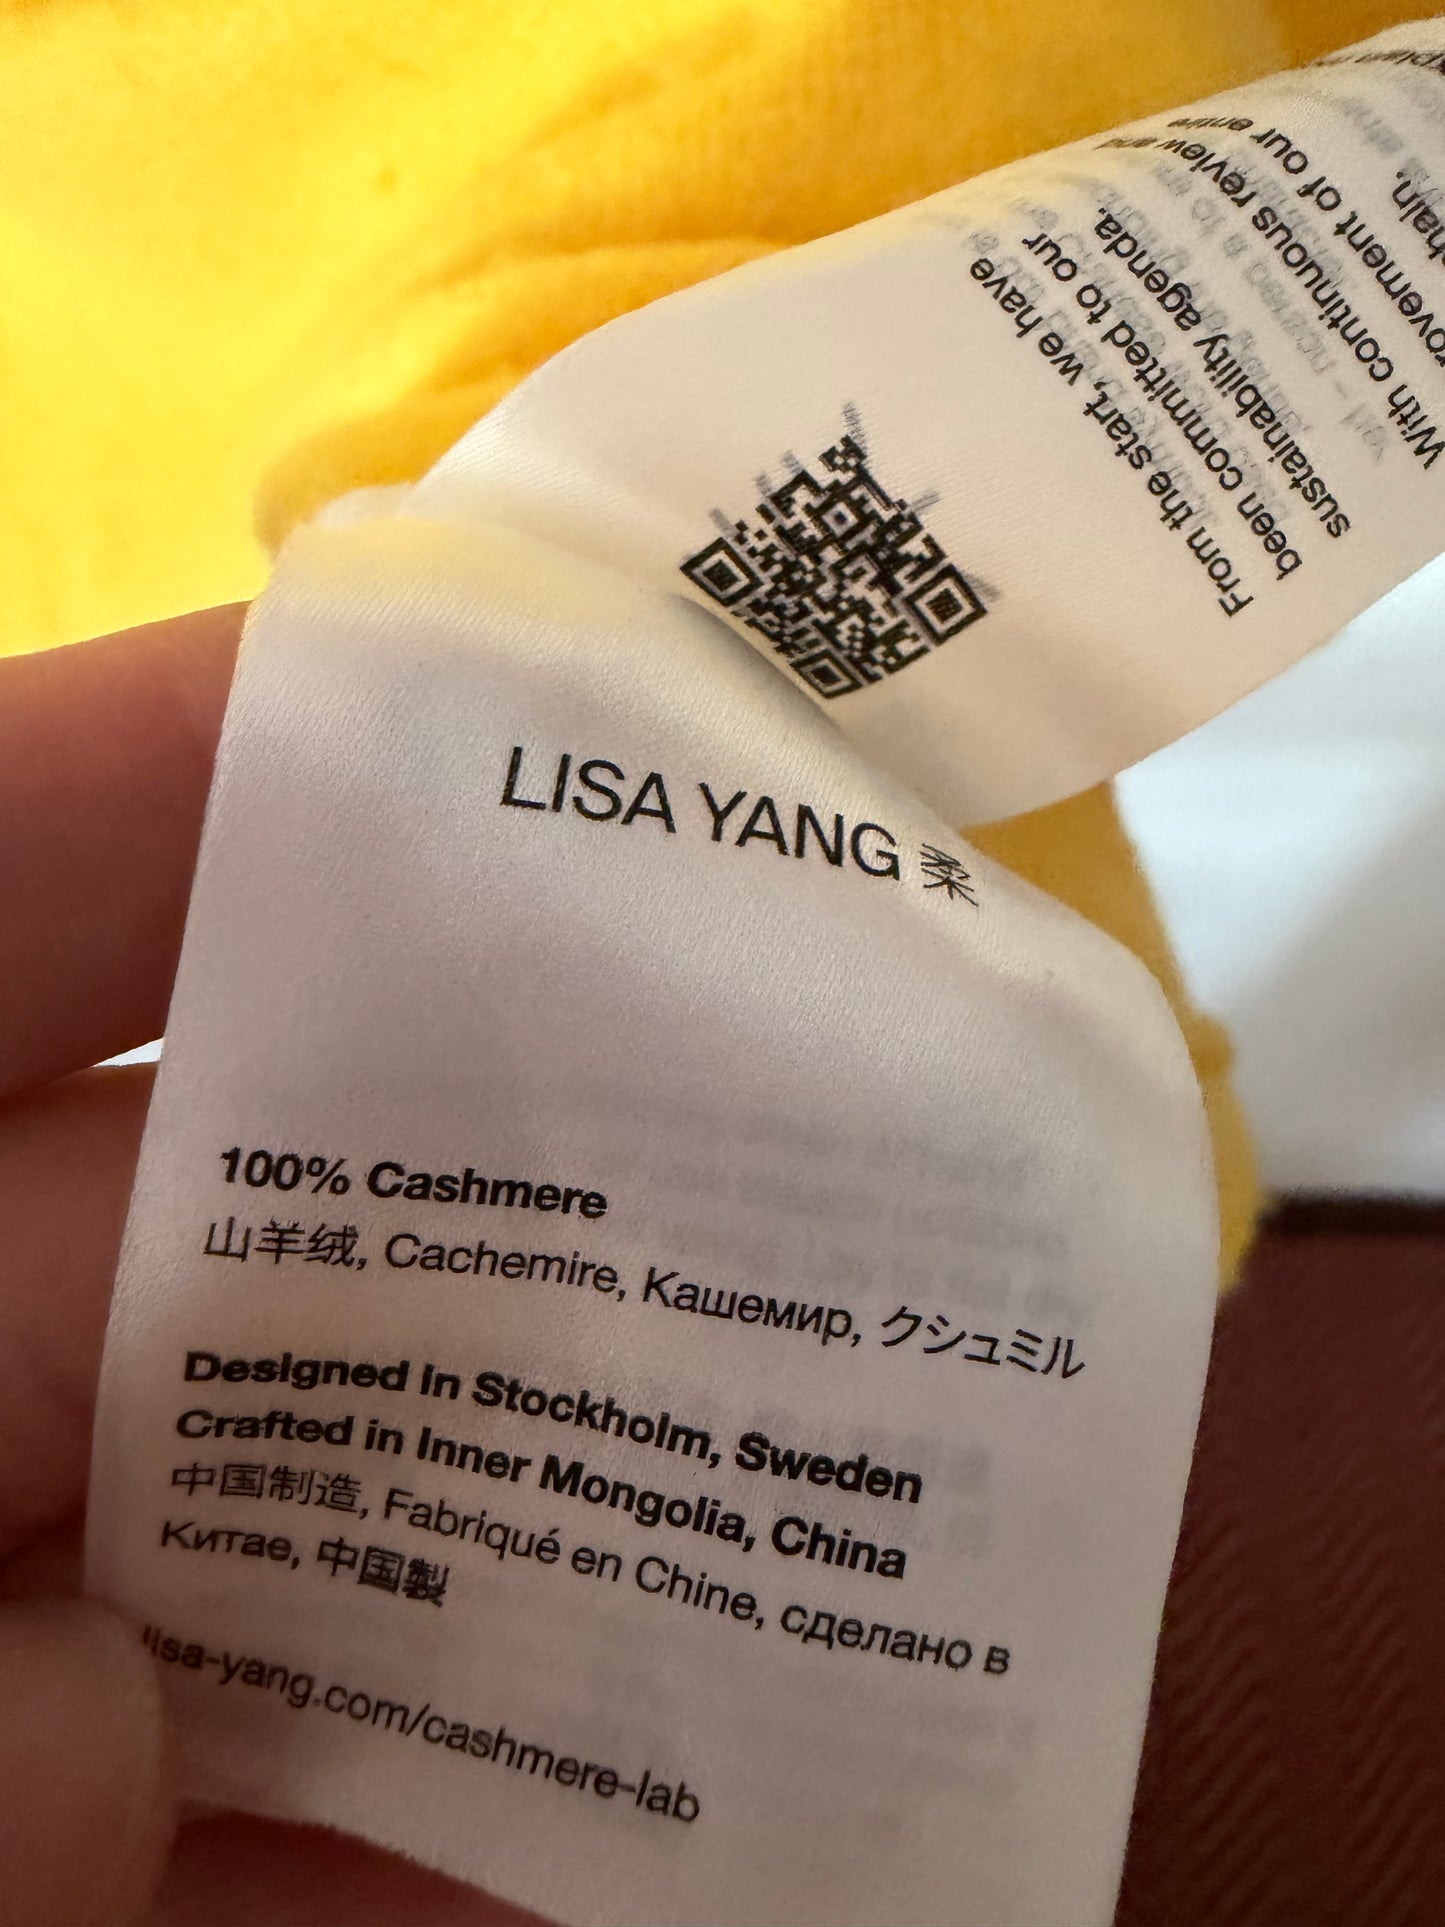 LISA YANG
100% Cashmere
山羊绒, Cachemire, Кашемир, クシュミル
Designed in Stockholm, Sweden
Crafted in Inner Mongolia, China
中国制造, Fabriqué en Chine, сделано в
Китае, 中国製
lisa-yang.com/cashmere-lab
From the start, we have
been committed to our
sustainability agenda.
With continuous review and
rovement of our entire
hain.